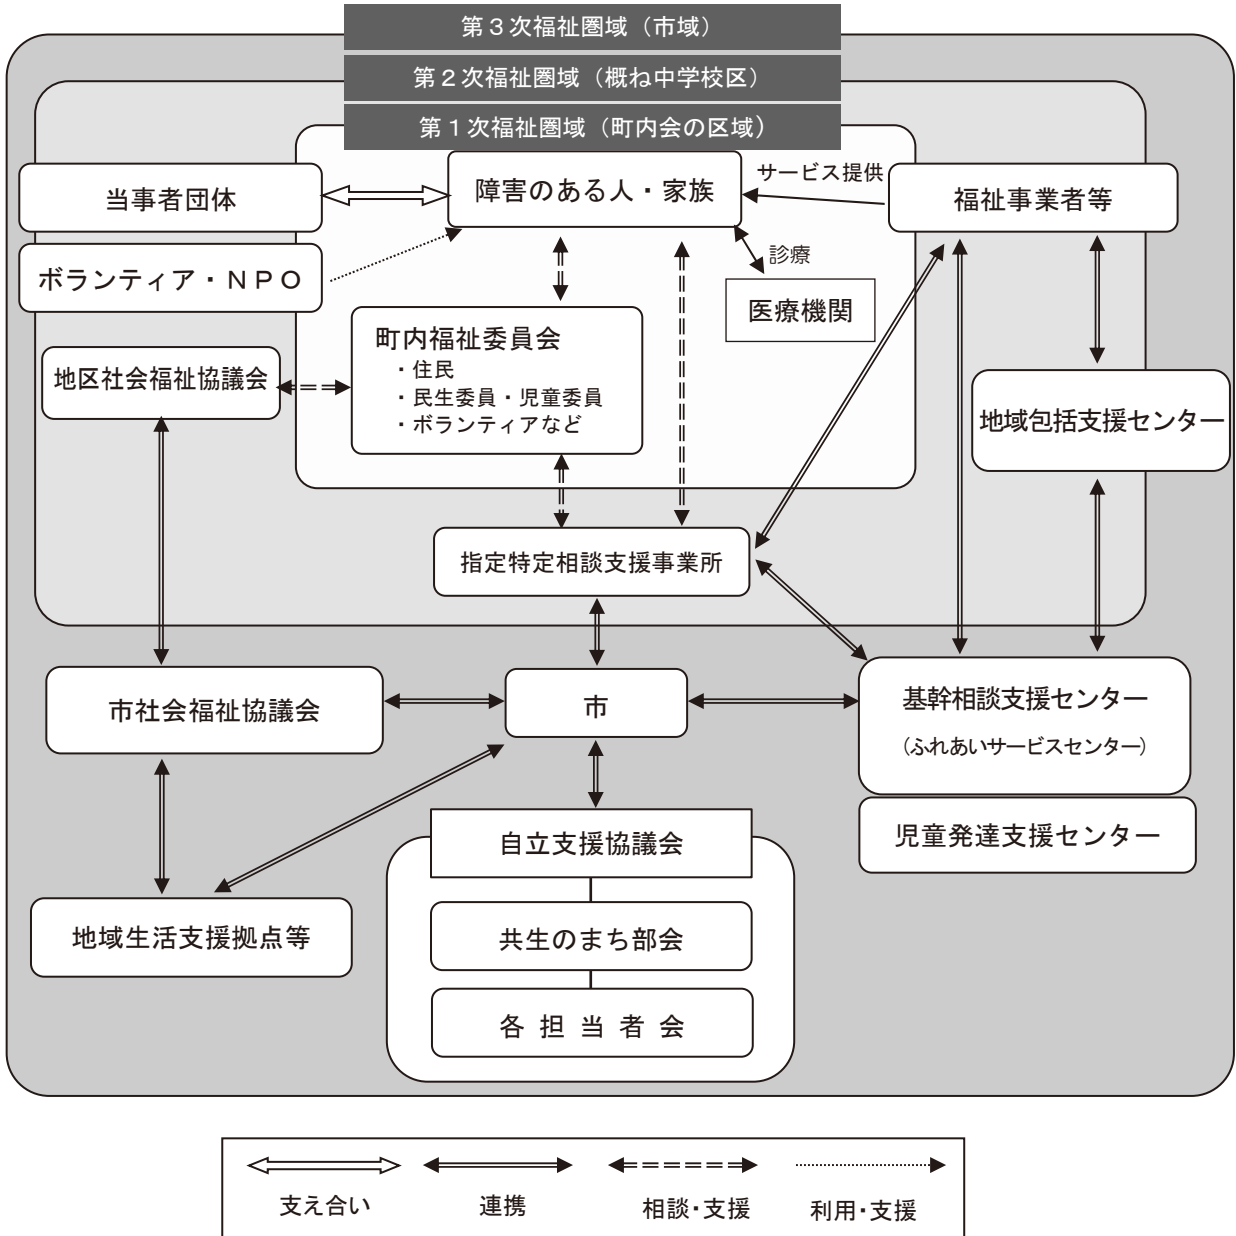 第３次福祉圏域（市域）
第２次福祉圏域（概ね中学校区）
第１次福祉圏域（町内会の区域）
当事者団体
障害のある人・家族
サービス提供
福祉事業者等
ボランティア・ＮＰＯ
診療
医療機関
町内福祉委員会
・住民
・民生委員・児童委員
・ボランティアなど
地区社会福祉協議会
地域包括支援センター
指定特定相談支援事業所
市社会福祉協議会
市
基幹相談支援センター
（ふれあいサービスセンター）
児童発達支援センター
自立支援協議会
地域生活支援拠点等
共生のまち部会
各担当者会
支え合い
連携
相談・支援
利用・支援